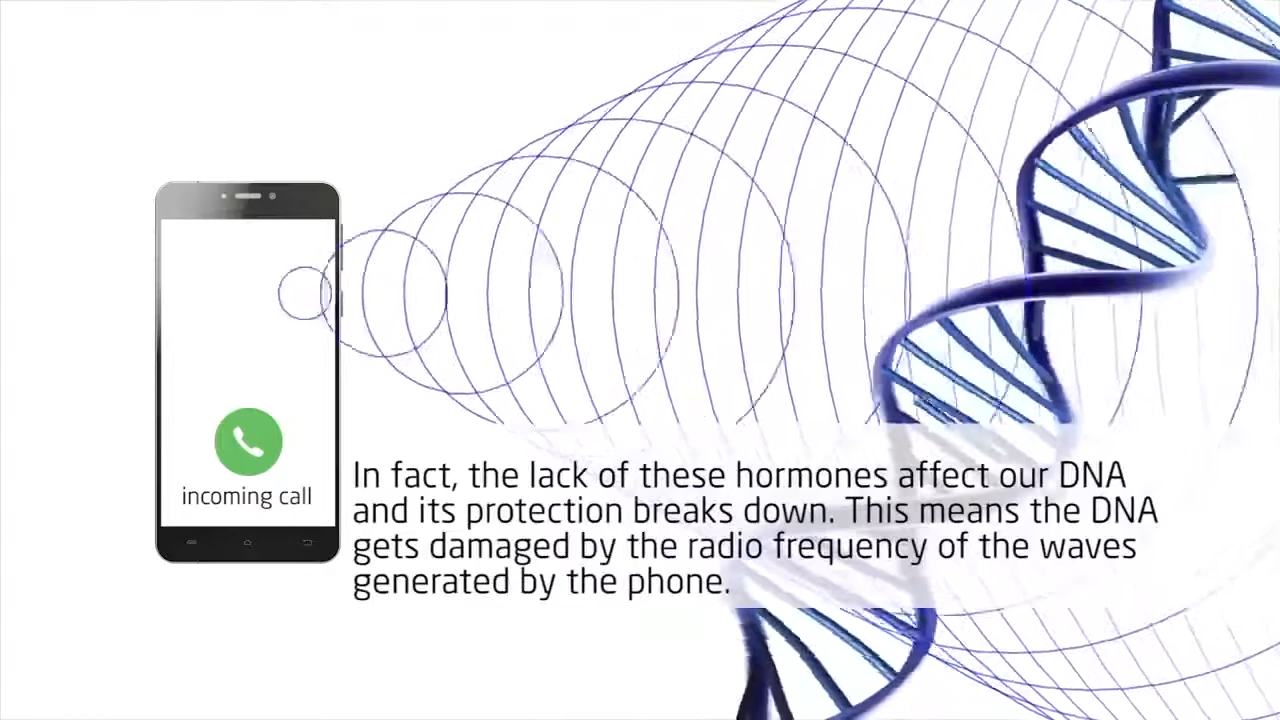 incoming call
In fact, the lack of these hormones affect our DNA
and its protection breaks down. This means the DNA
gets damaged by the radio frequency of the waves
generated by the phone.